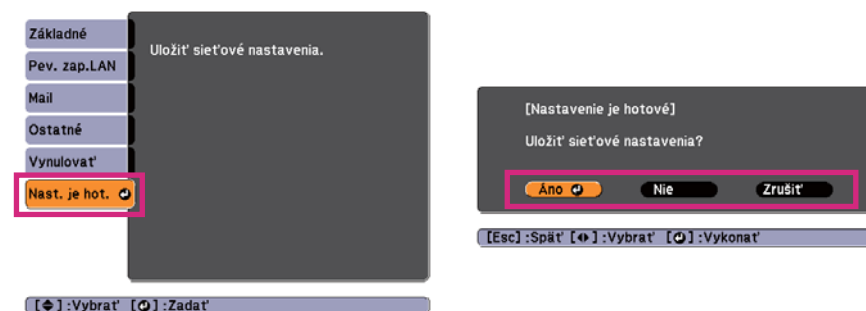 Základné
Pev. zap.LAN
Mail
Ostatné
Vynulovať
Nast. je hot.
Uložiť sieťové nastavenia.
[◆]:Vybrať [⏎]:Zadať
[Nastavenie je hotové]
Uložiť sieťové nastavenia?
Áno Nie Zrušiť
[Esc]:Späť [◆]:Vybrať [⏎]:Vykonať